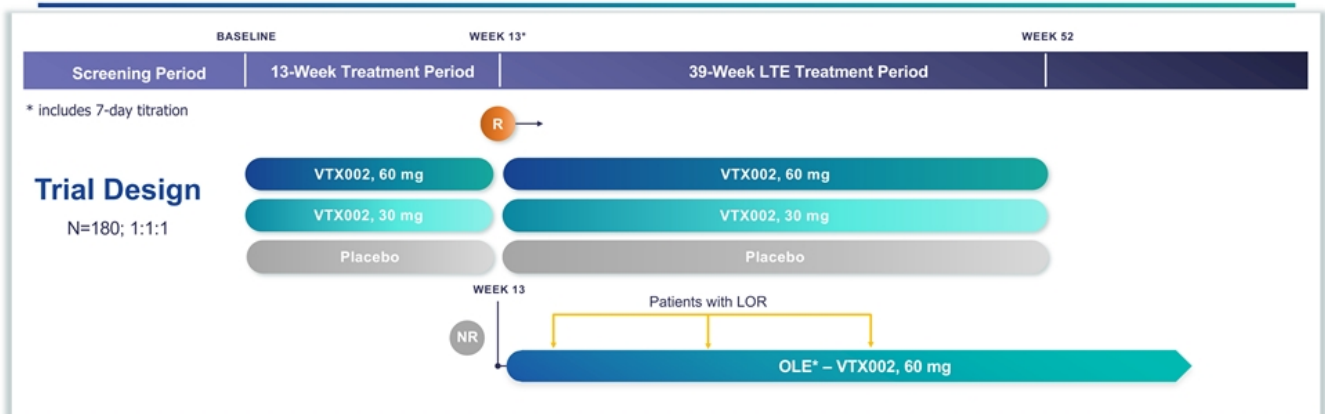 BASELINE
WEEK 13*
WEEK 52
Screening Period
13-Week Treatment Period
39-Week LTE Treatment Period
* includes 7-day titration
R
Trial Design
N=180; 1:1:1
VTX002, 60 mg
VTX002, 60 mg
VTX002, 30 mg
VTX002, 30 mg
Placebo
Placebo
WEEK 13
Patients with LOR
NR
OLE* – VTX002, 60 mg